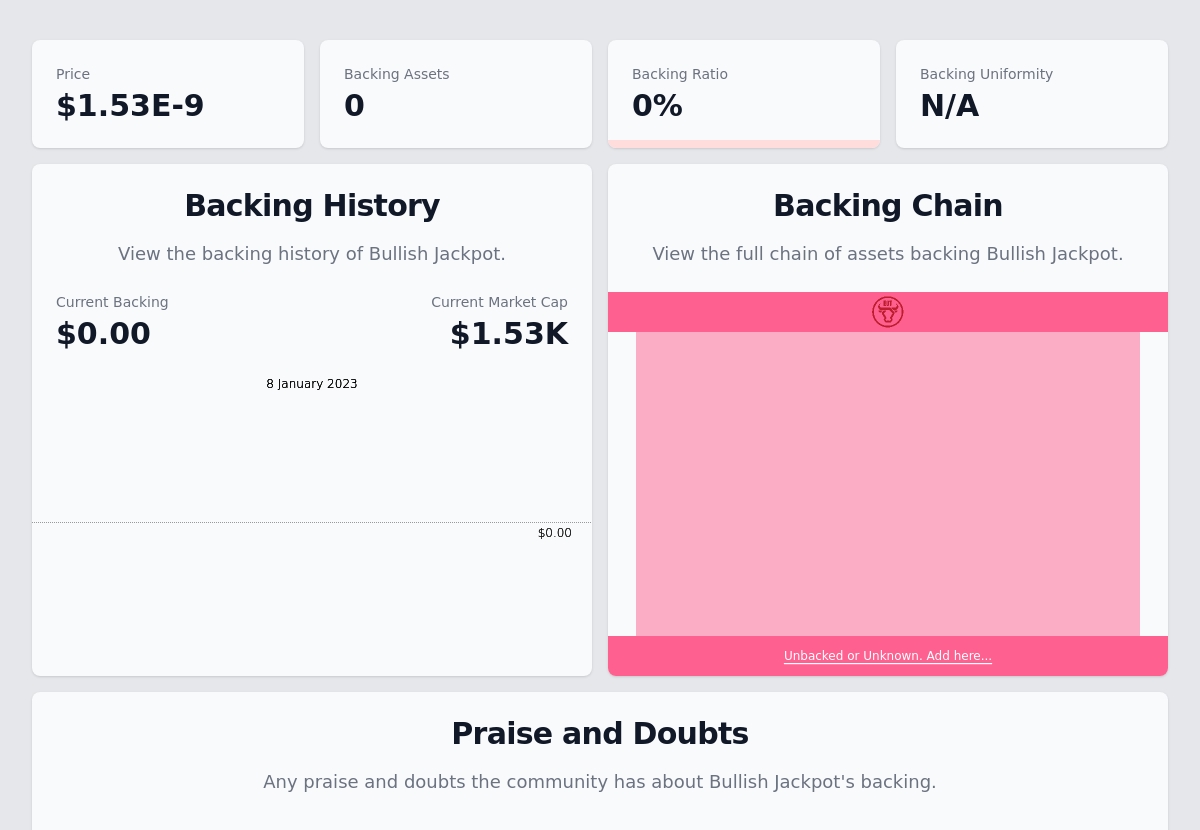 Price
$1.53E-9
Backing Assets
0
Backing Ratio
0%
Backing Uniformity
N/A
Backing History
View the backing history of Bullish Jackpot.
Current Backing
$0.00
Current Market Cap
$1.53K
8 January 2023
$0.00
Backing Chain
View the full chain of assets backing Bullish Jackpot.
BJT
Unbacked or Unknown. Add here...
Praise and Doubts
Any praise and doubts the community has about Bullish Jackpot's backing.